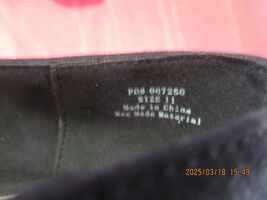 PO# 007250
SIZE 11
Made in China
Man Made Material
2025/03/18 15:49